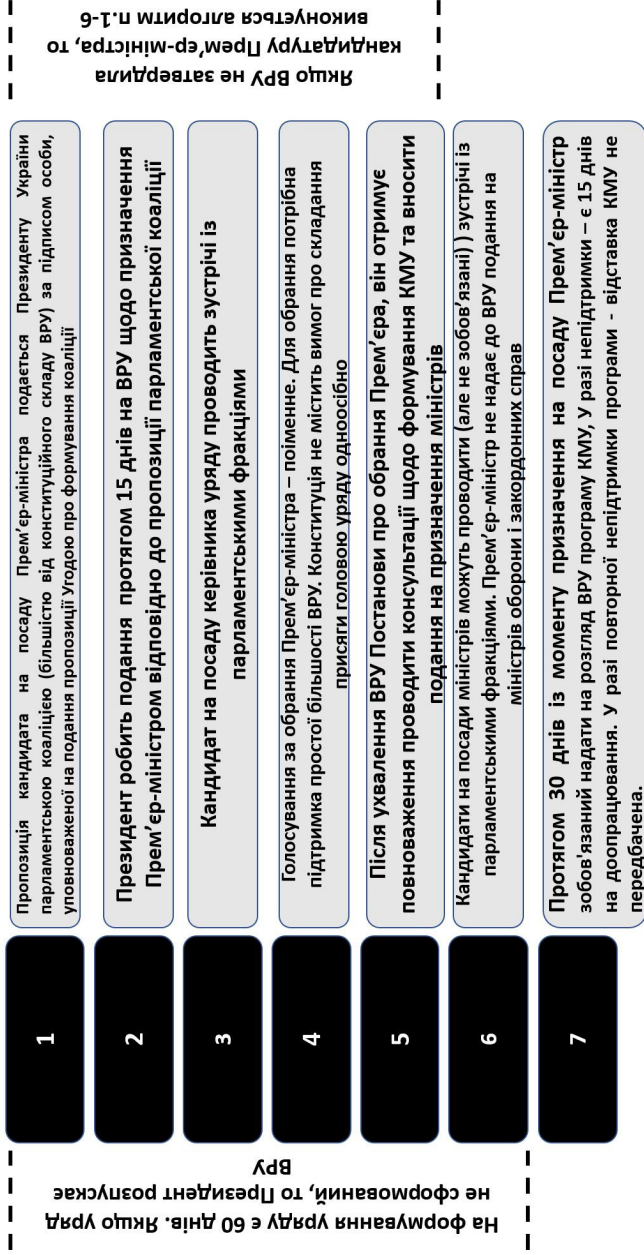 На формування уряду є 60 днів. Якщо уряд
не сформований, то Президент розпускає
ВРУ
1
Пропозиція кандидата на посаду Прем’єр-міністра подається Президенту України
парламентською коаліцією (більшістю від конституційного складу ВРУ) за підписом особи,
уповноваженої на подання пропозиції Угодою про формування коаліції
2
Президент робить подання протягом 15 днів на ВРУ щодо призначення
Прем’єр-міністром відповідно до пропозиції парламентської коаліції
3
Кандидат на посаду керівника уряду проводить зустрічі із
парламентськими фракціями
4
Голосування за обрання Прем’єр-міністра – поіменне. Для обрання потрібна
підтримка простої більшості ВРУ. Конституція не містить вимог про складання
присяги головою уряду одноосібно
5
Після ухвалення ВРУ Постанови про обрання Прем’єра, він отримує
повноваження проводити консультації щодо формування КМУ та вносити
подання на призначення міністрів
6
Кандидати на посади міністрів можуть проводити (але не зобов’язані) ) зустрічі із
парламентськими фракціями. Прем’єр-міністр не надає до ВРУ подання на
міністрів оборони і закордонних справ
7
Протягом 30 днів із моменту призначення на посаду Прем’єр-міністр
зобов'язаний надати на розгляд ВРУ програму КМУ, У разі непідтримки – є 15 днів
на доопрацювання. У разі повторної непідтримки програми - відставка КМУ не
передбачена.
Якщо ВРУ не затвердила
кандидатуру Прем’єр-міністра, то
виконується алгоритм п.1-6